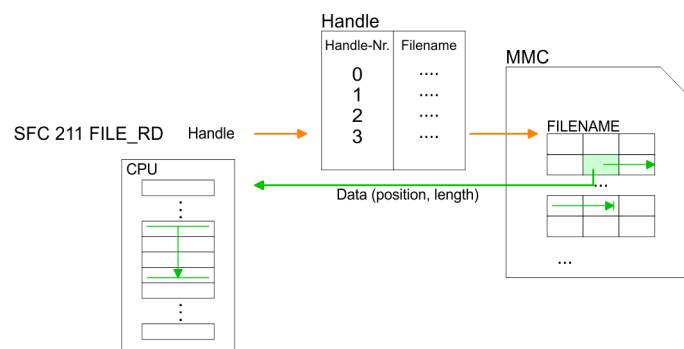 Handle
Handle-Nr. Filename
0 ....
1 ....
2 ....
3 ....
MMC
FILENAME
...
...
SFC 211 FILE_RD Handle
CPU
Data (position, length)